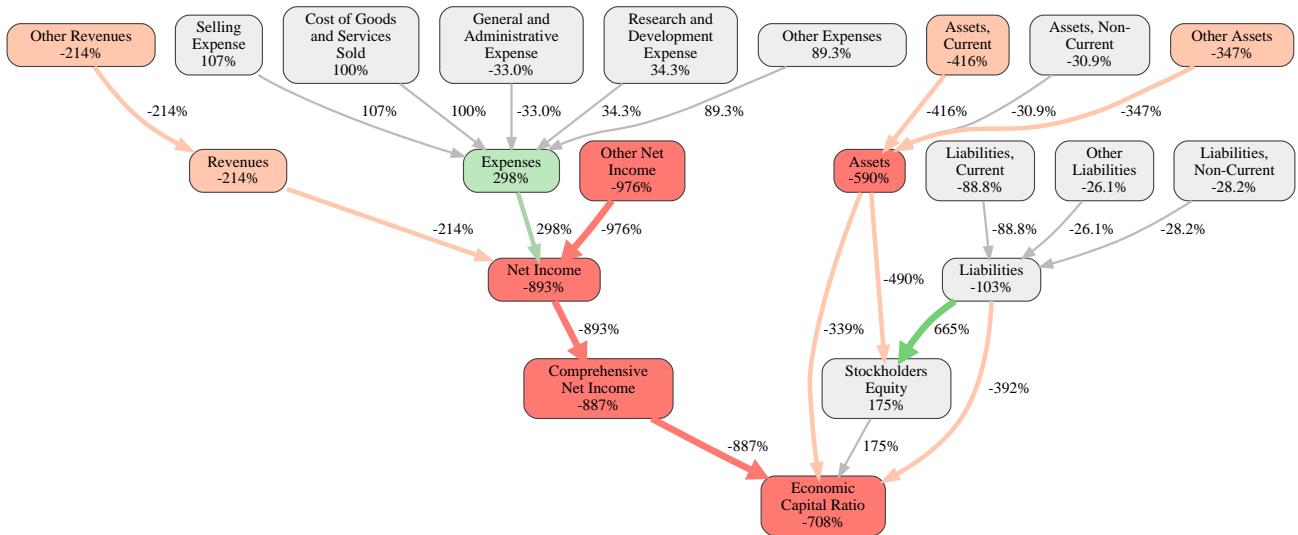 Other Revenues
-214%
Selling
Expense
107%
Cost of Goods
and Services
Sold
100%
General and
Administrative
Expense
-33.0%
Research and
Development
Expense
34.3%
Other Expenses
89.3%
Assets,
Current
-416%
Assets, Non-
Current
-30.9%
Other Assets
-347%
-214%
107%
100%
-33.0%
34.3%
89.3%
-416%
-30.9%
-347%
Revenues
-214%
Expenses
298%
Other Net
Income
-976%
Assets
-590%
Liabilities,
Current
-88.8%
Other
Liabilities
-26.1%
Liabilities,
Non-Current
-28.2%
-214%
298%
-976%
-88.8%
-26.1%
-28.2%
Net Income
-893%
-490%
Liabilities
-103%
-893%
-339%
665%
Comprehensive
Net Income
-887%
Stockholders
Equity
175%
-392%
-887%
175%
Economic
Capital Ratio
-708%